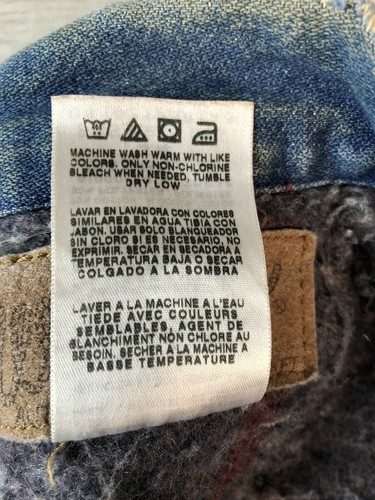 MACHINE WASH WARM WITH LIKE
COLORS. ONLY NON-CHLORINE
BLEACH WHEN NEEDED, TUMBLE
DRY LOW
LAVAR EN LAVADORA CON COLORES
SIMILARES EN AGUA TIBIA CON
JABON. USAR SOLO BLANQUEADOR
SIN CLORO SI ES NECESARIO, NO
EXPRIMIR. SECAR EN SECADORA A
TEMPERATURA BAJA O SECAR
COLGADO A LA SOMBRA
LAVER A LA MACHINE A L'EAU
TIEDE AVEC COULEURS
SEMBLABLES, AGENT DE
BLANCHIMENT NON CHLORE AU
BESOIN. SECHER A LA MACHINE A
BASSE TEMPERATURE